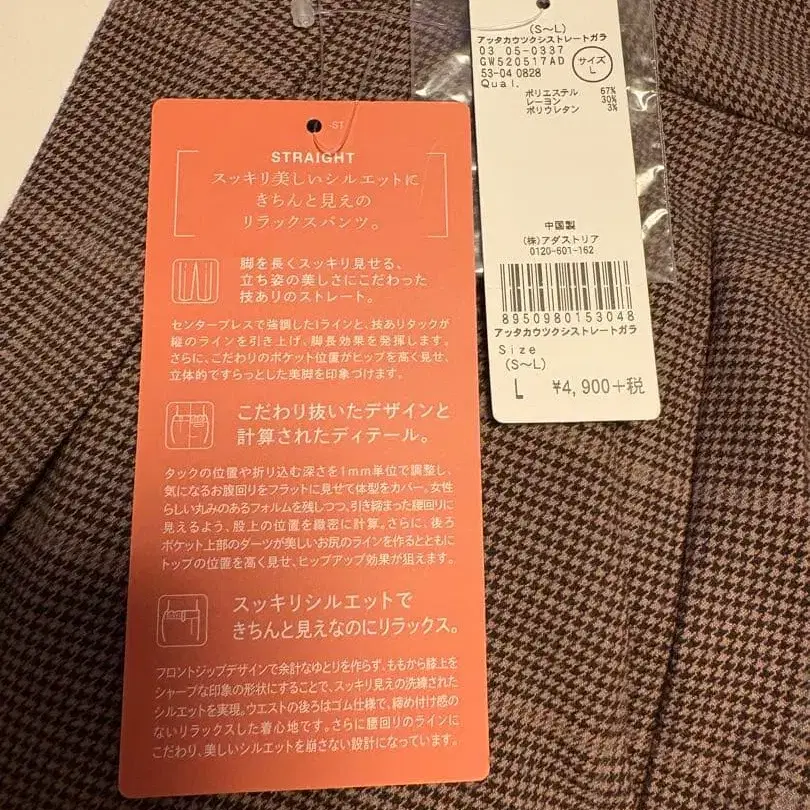 -ST
STRAIGHT
スッキリ美しいシルエットに
きちんと見えの
リラックスパンツ。
脚を長くスッキリ見せる、
立ち姿の美しさにこだわった
技ありのストレート。
センタープレスで強調したIラインと、技ありタックが
縦のラインを引き上げ、脚長効果を発揮します。
さらに、こだわりのポケット位置がヒップを高く見せ、
立体的ですらっとした美脚を印象づけます。
こだわり抜いたデザインと
計算されたディテール。
タックの位置や折り込む深さを1mm単位で調整し、
気になるお腹回りをフラットに見せて体型をカバー。女性
らしい丸みのあるフォルムを残しつつ、引き締まった腰回りに
見えるよう、股上の位置を緻密に計算。さらに、後ろ
ポケット上部のダーツが美しいお尻のラインを作るとともに
トップの位置を高く見せ、ヒップアップ効果が狙えます。
スッキリシルエットで
きちんと見えなのにリラックス。
フロントジップデザインで余計なゆとりを作らず、ももから膝上を
シャープな印象の形状にすることで、スッキリ見えの洗練された
シルエットを実現。ウエストの後ろはゴム仕様で、締め付け感の
ないリラックスした着心地です。さらに腰回りのラインに
こだわり、美しいシルエットを崩さない設計になっています。
(S〜L)
アッタカウツクシストレートガラ
03 05-0337
GW520517AD
53-04 0828
Qual.
サイズ
L
ポリエステル 67%
レーヨン 30%
ポリウレタン 3%
中国製
(株)アダストリア
0120-601-162
8950980153048
アッタカウツクシストレートガラ
Size
(S〜L)
L ¥4,900+税